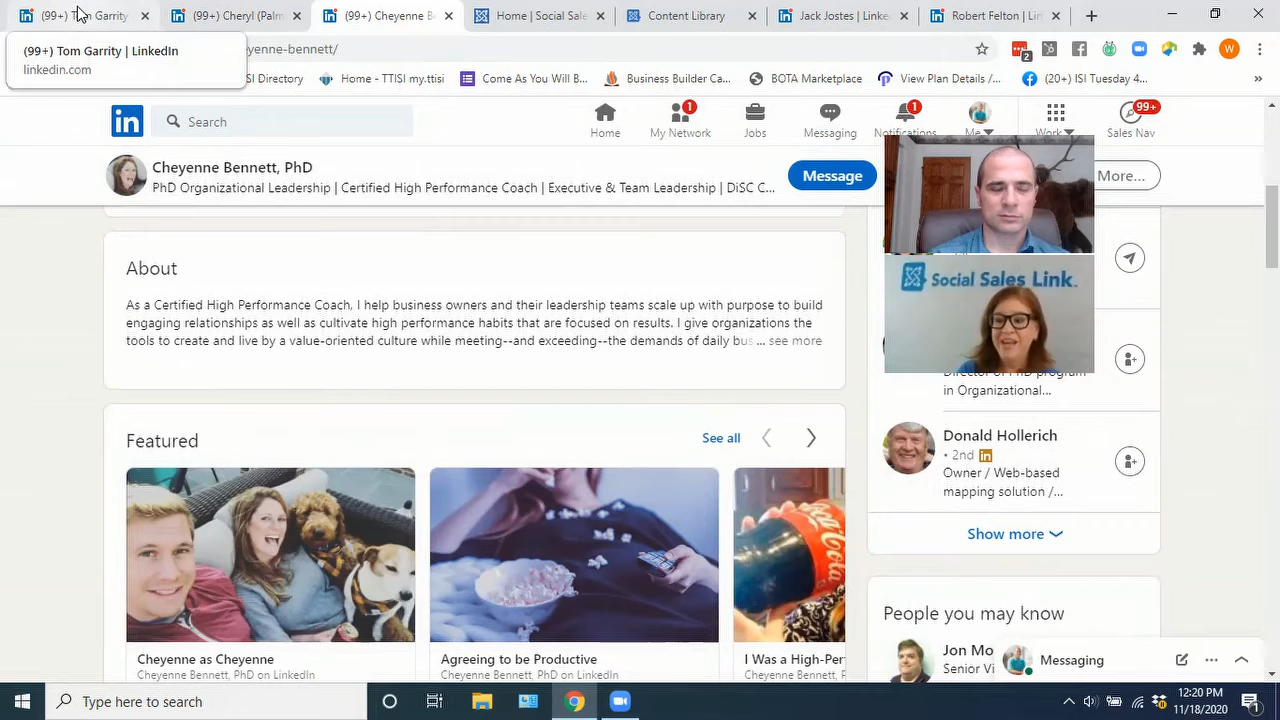 (99+) Tom Garrity
(99+) Cheryl (Palm
(99+) Cheyenne B
Home | Social Sale
Content Library
Jack Jostes | Linked
Robert Felton | Lin
(99+) Tom Garrity | LinkedIn
linkedin.com
eyenne-bennett/
2
W
ISI Directory
Home - TTISI my.ttisi
Come As You Will B...
Business Builder Ca...
BOTA Marketplace
View Plan Details /...
(20+) ISI Tuesday 4...
in
Search
Home
1
My Network
Jobs
Messaging
1
Notifications
Me
Work
99+
Sales Nav
Cheyenne Bennett, PhD
PhD Organizational Leadership | Certified High Performance Coach | Executive & Team Leadership | DiSC C...
Message
More...
Social Sales Link
About
As a Certified High Performance Coach, I help business owners and their leadership teams scale up with purpose to build
engaging relationships as well as cultivate high performance habits that are focused on results. I give organizations the
tools to create and live by a value-oriented culture while meeting--and exceeding--the demands of daily bus ... see more
in Organizational...
Donald Hollerich
• 2nd in
Owner / Web-based
mapping solution /...
Show more
Featured
See all
Cheyenne as Cheyenne
Cheyenne Bennett, PhD on LinkedIn
Agreeing to be Productive
Cheyenne Bennett, PhD on LinkedIn
I Was a High-Per
Cheyenne Bennett, P
People you may know
Jon Mo
Senior Vi
Messaging
Type here to search
12:20 PM
11/18/2020
1